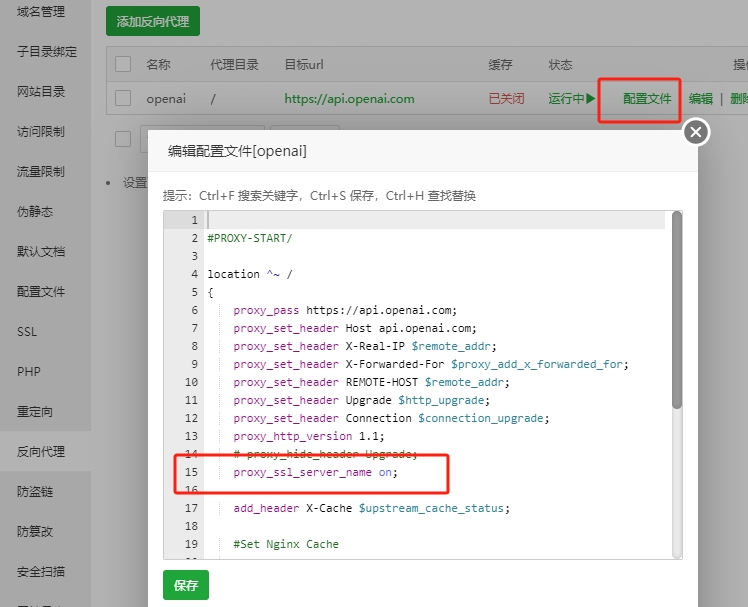 域名管理
子目录绑定
网站目录
访问限制
流量限制
伪静态
默认文档
配置文件
SSL
PHP
重定向
反向代理
防盗链
防篡改
安全扫描
添加反向代理
名称 代理目录 目标url 缓存 状态
openai / https://api.openai.com 已关闭 运行中 配置文件 编辑 | 删除
设置
编辑配置文件[openai]
提示：Ctrl+F 搜索关键字，Ctrl+S 保存，Ctrl+H 查找替换
1
2 #PROXY-START/
3
4 location ^~ /
5 {
6 proxy_pass https://api.openai.com;
7 proxy_set_header Host api.openai.com;
8 proxy_set_header X-Real-IP $remote_addr;
9 proxy_set_header X-Forwarded-For $proxy_add_x_forwarded_for;
10 proxy_set_header REMOTE-HOST $remote_addr;
11 proxy_set_header Upgrade $http_upgrade;
12 proxy_set_header Connection $connection_upgrade;
13 proxy_http_version 1.1;
14 # proxy_hide_header Upgrade;
15 proxy_ssl_server_name on;
16
17 add_header X-Cache $upstream_cache_status;
18
19 #Set Nginx Cache
保存